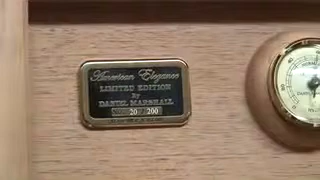 American Elegance
LIMITED EDITION
By
DANIEL MARSHALL
20 200